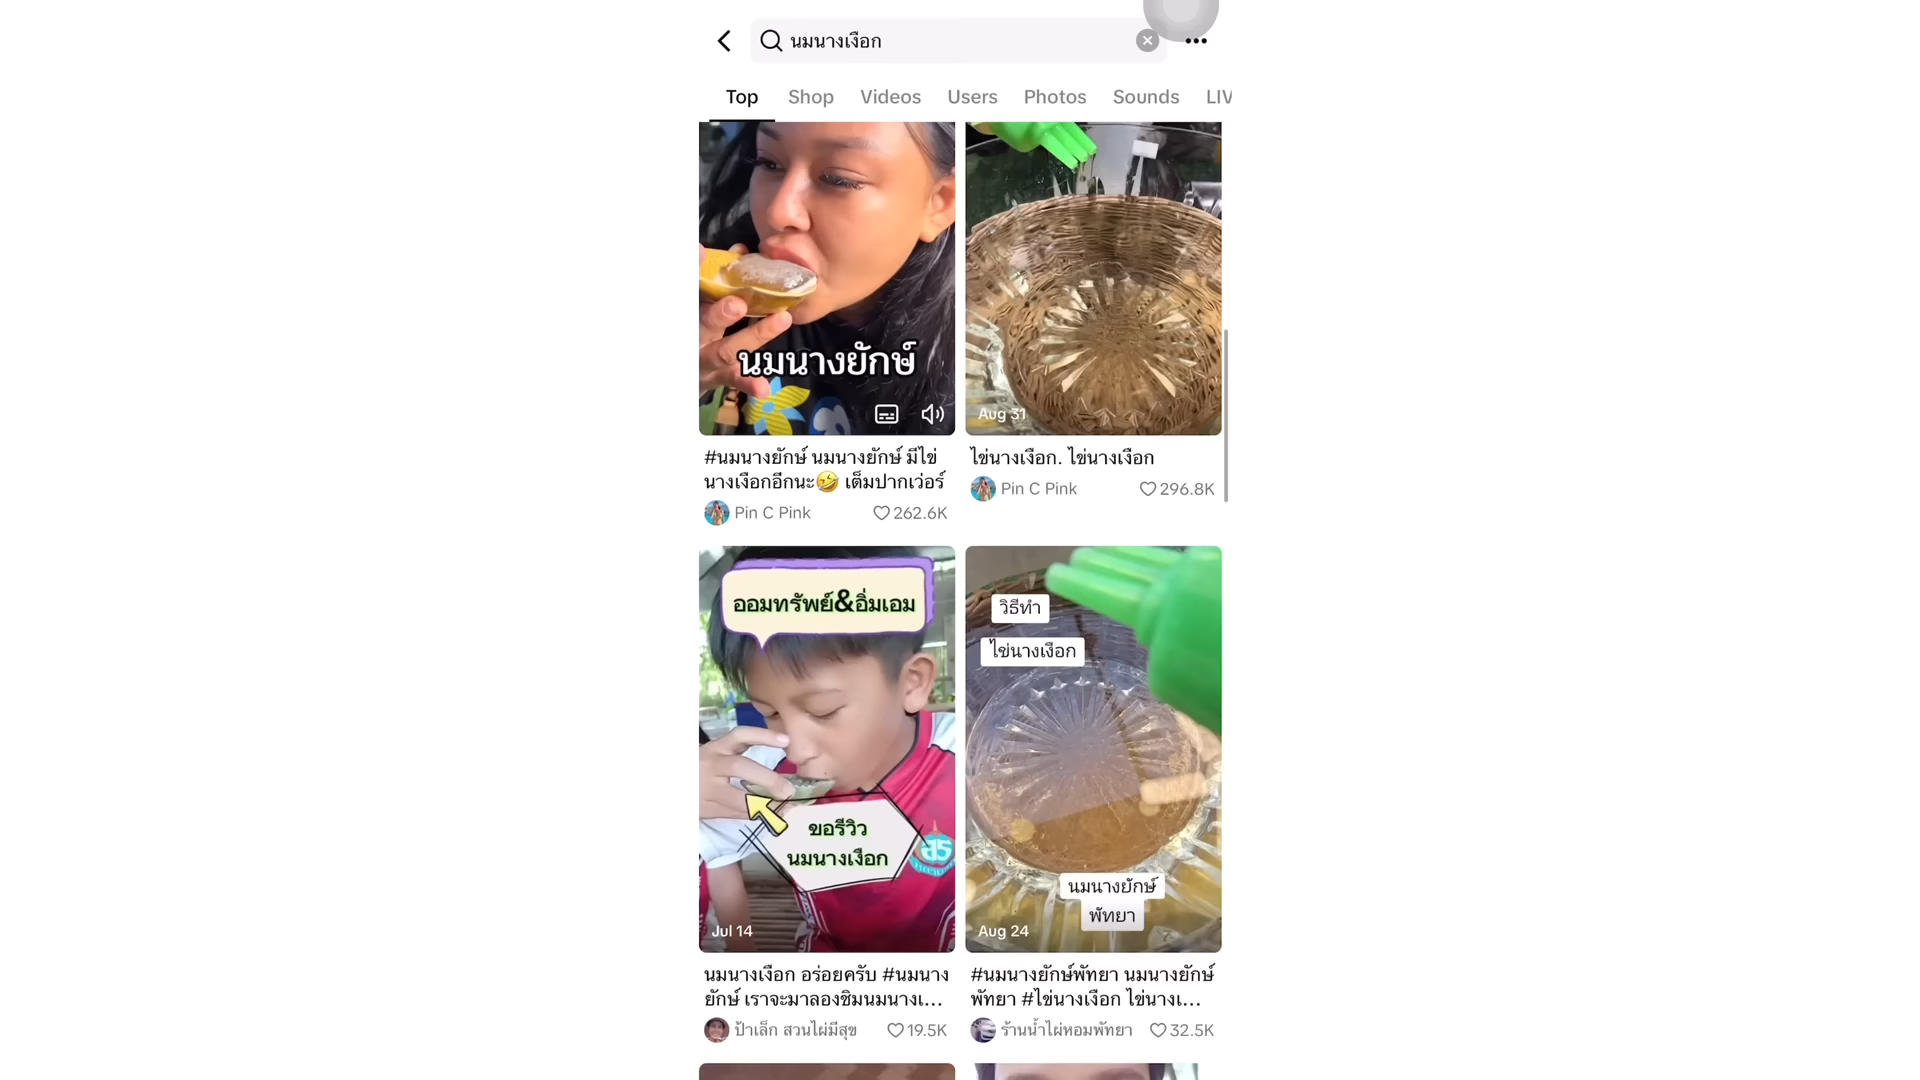 นมนางเงือก
Top Shop Videos Users Photos Sounds LIV
นมนางยักษ์
#นมนางยักษ์ นมนางยักษ์ มีไข่
นางเงือกอีกนะ🤣 เต็มปากเว่อร์
Pin C Pink 262.6K
Aug 31
ไข่นางเงือก. ไข่นางเงือก
Pin C Pink 296.8K
ออมทรัพย์&อิ่มเอม
ขอรีวิว
นมนางเงือก
Jul 14
นมนางเงือก อร่อยครับ #นมนาง
ยักษ์ เราจะมาลองชิมนมนางเ...
ป้าเล็ก สวนไผ่มีสุข 19.5K
วิธีทำ
ไข่นางเงือก
นมนางยักษ์
พัทยา
Aug 24
#นมนางยักษ์พัทยา นมนางยักษ์
พัทยา #ไข่นางเงือก ไข่นางเ...
ร้านน้ำไผ่หอมพัทยา 32.5K